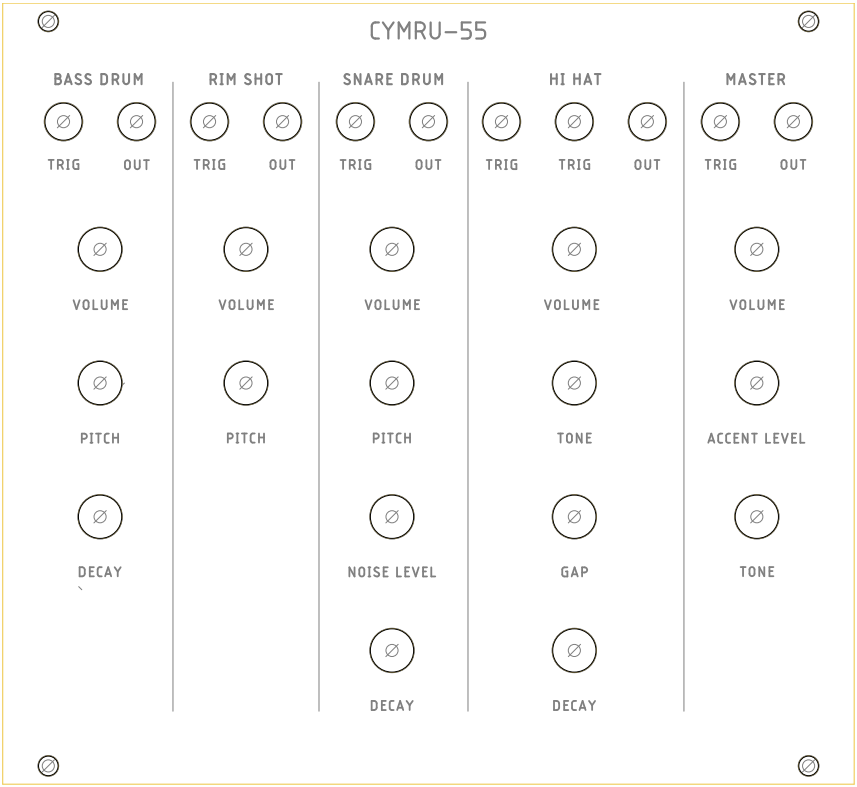 CYMRU-55
BASS DRUM RIM SHOT SNARE DRUM HI HAT MASTER
TRIG OUT TRIG OUT TRIG OUT TRIG TRIG OUT TRIG OUT
VOLUME VOLUME VOLUME VOLUME VOLUME
PITCH PITCH PITCH TONE ACCENT LEVEL
DECAY NOISE LEVEL GAP TONE
DECAY DECAY